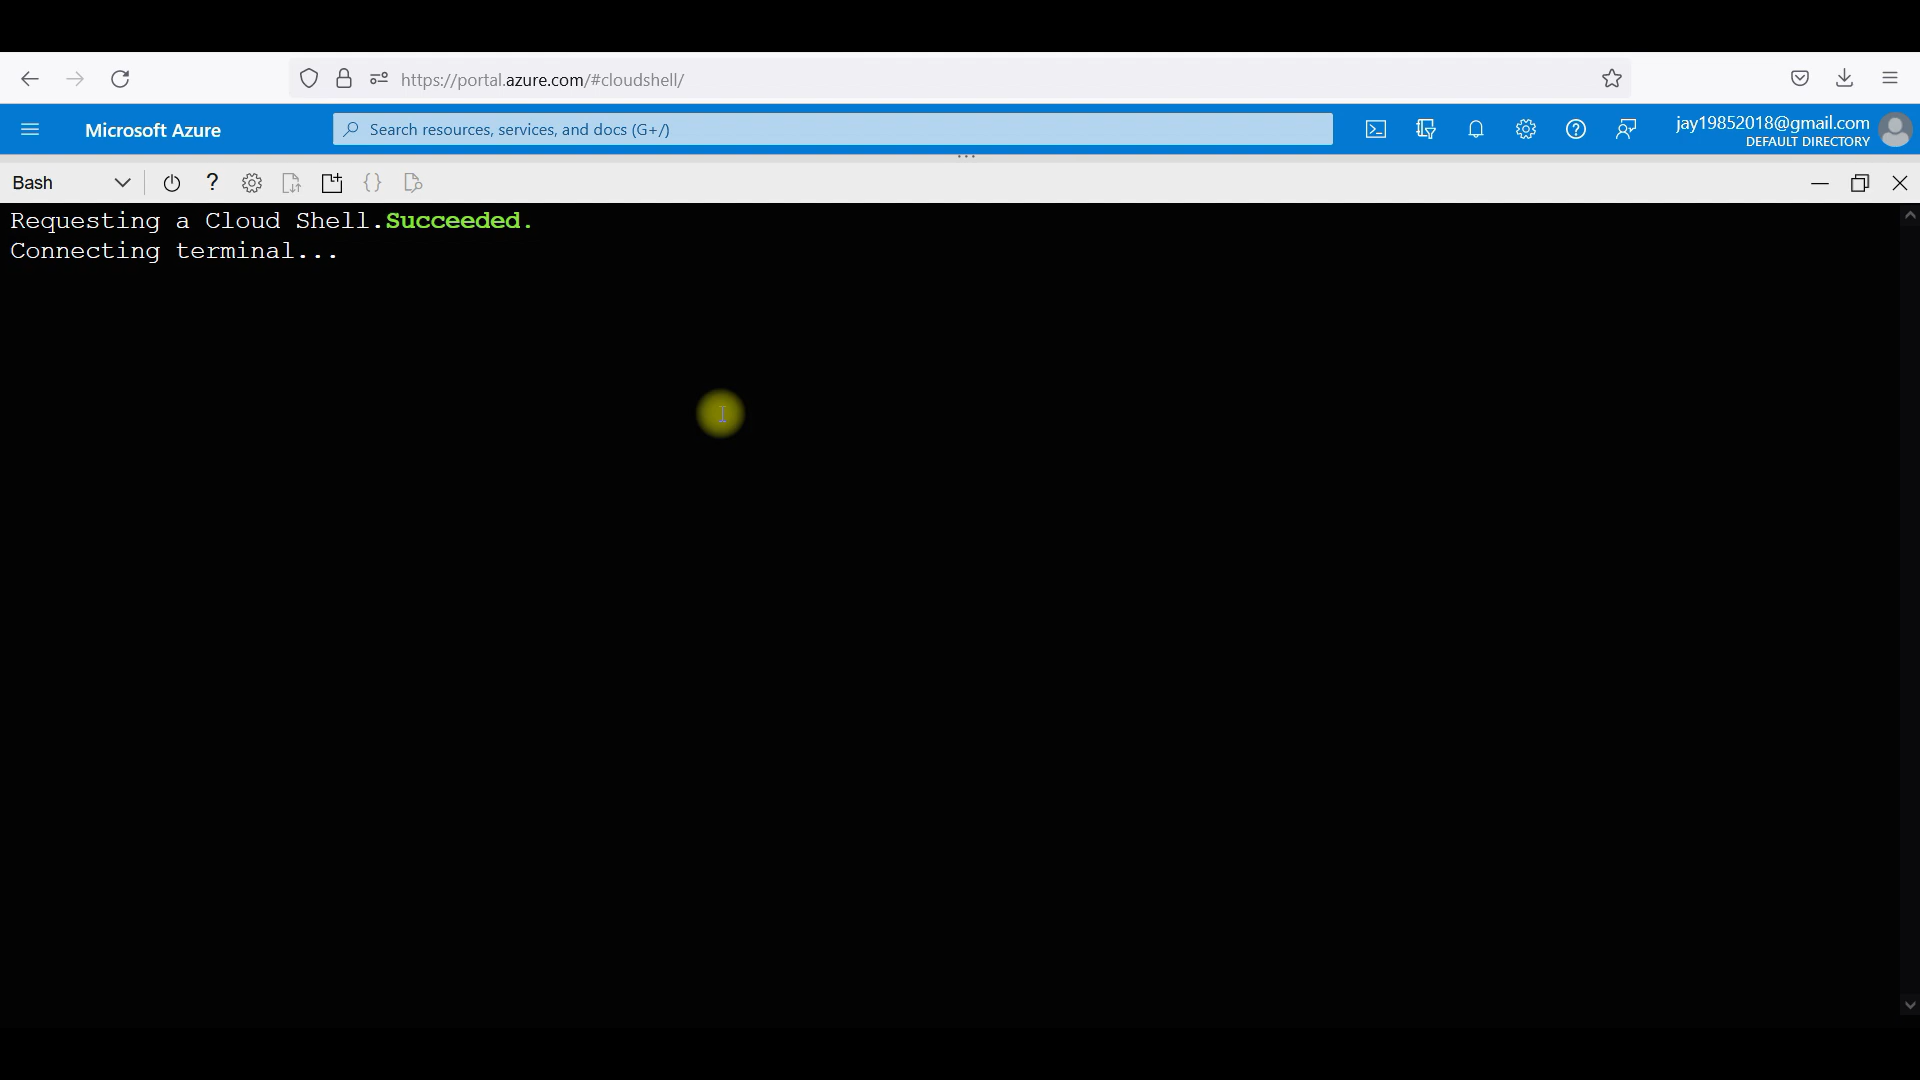 https://portal.azure.com/#cloudshell/
Microsoft Azure
Search resources, services, and docs (G+/)
jay19852018@gmail.com
DEFAULT DIRECTORY
Bash
Requesting a Cloud Shell.Succeeded.
Connecting terminal...